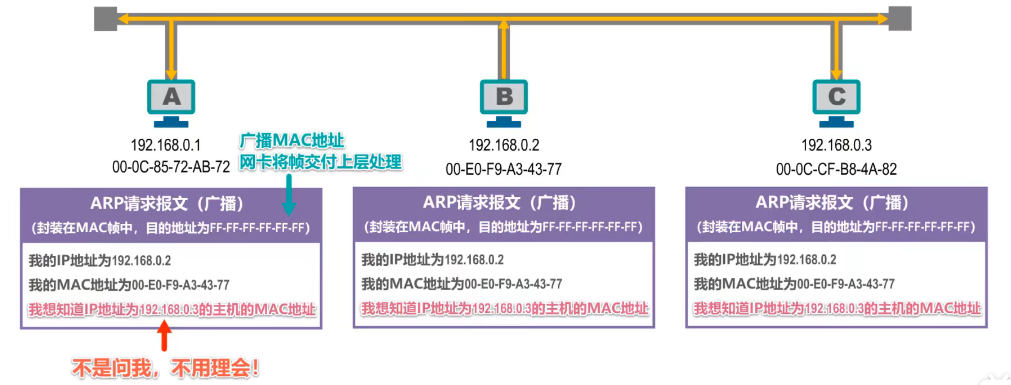 A
B
C
192.168.0.1
00-0C-85-72-AB-72
192.168.0.2
00-E0-F9-A3-43-77
192.168.0.3
00-0C-CF-B8-4A-82
广播MAC地址
网卡将帧交付上层处理
ARP请求报文（广播）
（封装在MAC帧中，目的地址为FF-FF-FF-FF-FF-FF）
我的IP地址为192.168.0.2
我的MAC地址为00-E0-F9-A3-43-77
我想知道IP地址为192.168.0.3的主机的MAC地址
ARP请求报文（广播）
（封装在MAC帧中，目的地址为FF-FF-FF-FF-FF-FF）
我的IP地址为192.168.0.2
我的MAC地址为00-E0-F9-A3-43-77
我想知道IP地址为192.168.0.3的主机的MAC地址
ARP请求报文（广播）
（封装在MAC帧中，目的地址为FF-FF-FF-FF-FF-FF）
我的IP地址为192.168.0.2
我的MAC地址为00-E0-F9-A3-43-77
我想知道IP地址为192.168.0.3的主机的MAC地址
不是问我，不用理会！